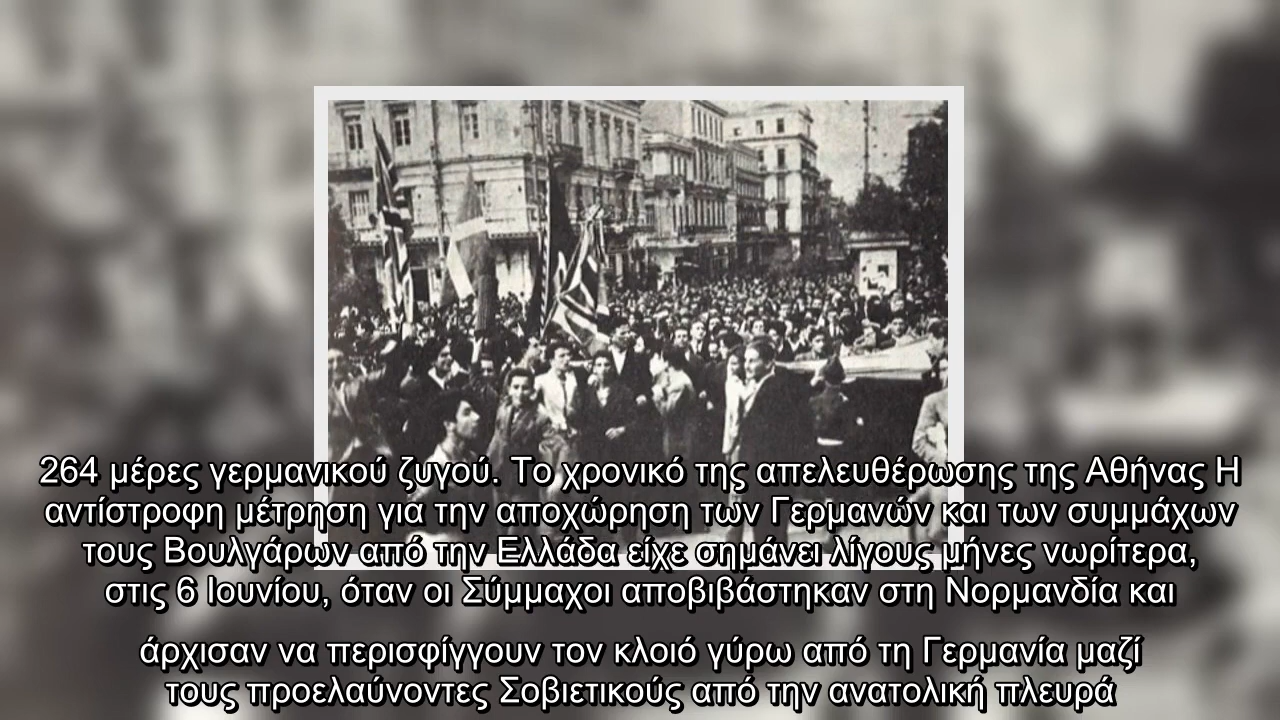 264 μέρες γερμανικού ζυγού. Το χρονικό της απελευθέρωσης της Αθήνας Η
αντίστροφη μέτρηση για την αποχώρηση των Γερμανών και των συμμάχων
τους Βουλγάρων από την Ελλάδα είχε σημάνει λίγους μήνες νωρίτερα,
στις 6 Ιουνίου, όταν οι Σύμμαχοι αποβιβάστηκαν στη Νορμανδία και
άρχισαν να περισφίγγουν τον κλοιό γύρω από τη Γερμανία μαζί
τους προελαύνοντες Σοβιετικούς από την ανατολική πλευρά